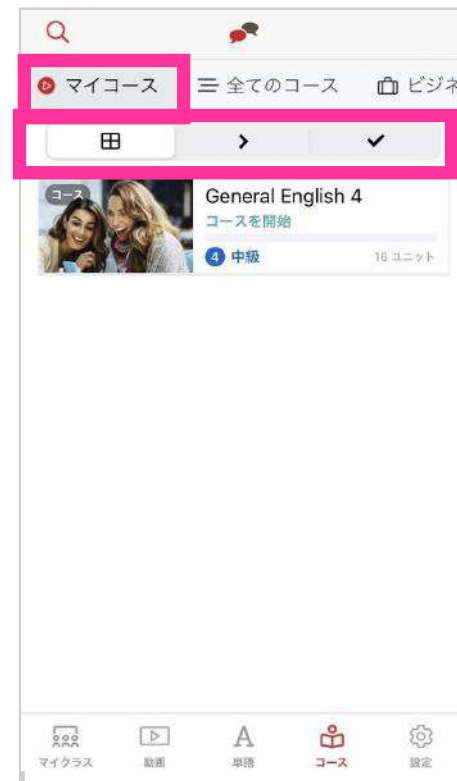 マイコース 全てのコース ビジネ
コース
General English 4
コースを開始
4 中級 16 ユニット
マイクラス 動画 単語 コース 設定